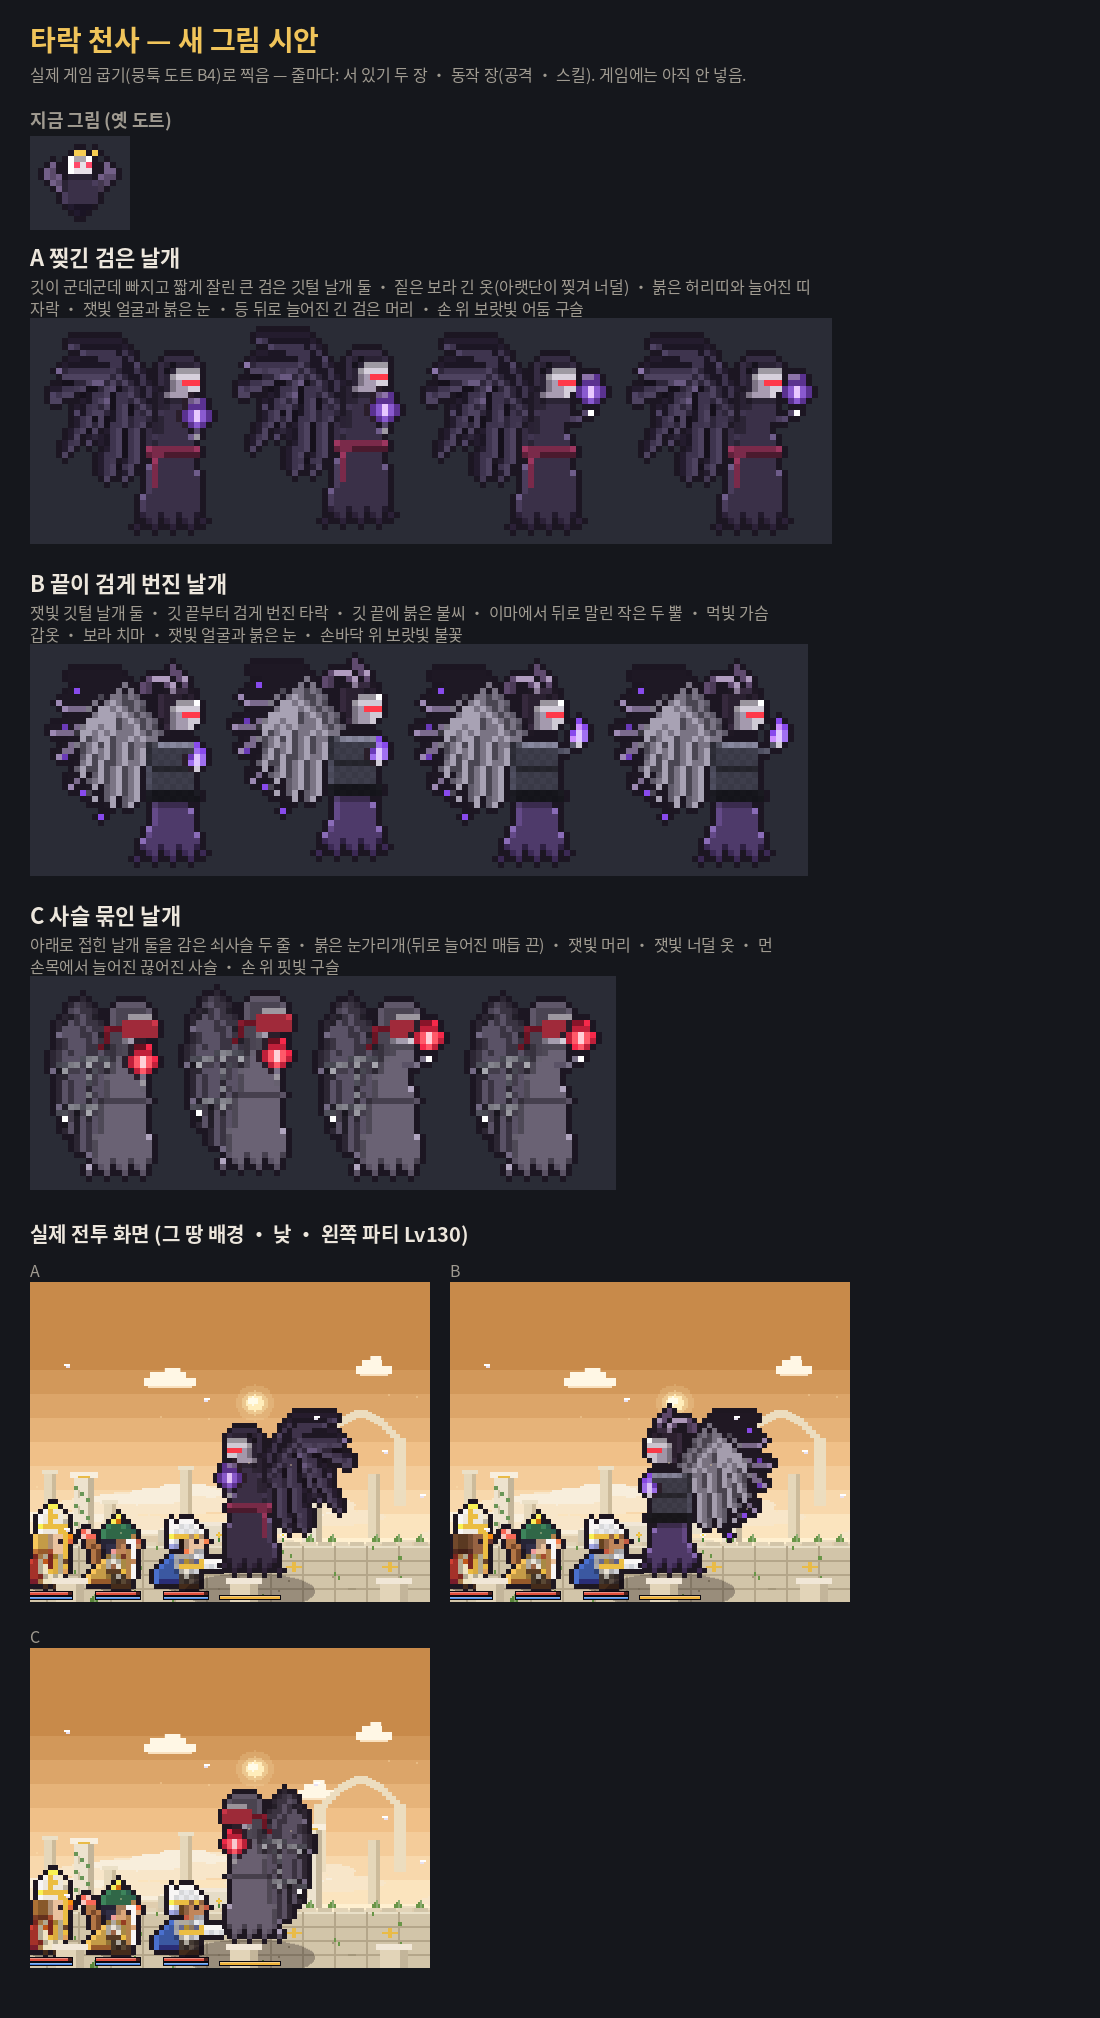 타락 천사 — 새 그림 시안
실제 게임 굽기(뭉툭 도트 B4)로 찍음 — 줄마다: 서 있기 두 장 · 동작 장(공격 · 스킬). 게임에는 아직 안 넣음.
지금 그림 (옛 도트)
A 찢긴 검은 날개
깃이 군데군데 빠지고 짧게 잘린 큰 검은 깃털 날개 둘 · 짙은 보라 긴 옷(아랫단이 찢겨 너덜) · 붉은 허리띠와 늘어진 띠
자락 · 잿빛 얼굴과 붉은 눈 · 등 뒤로 늘어진 긴 검은 머리 · 손 위 보랏빛 어둠 구슬
B 끝이 검게 번진 날개
잿빛 깃털 날개 둘 · 깃 끝부터 검게 번진 타락 · 깃 끝에 붉은 불씨 · 이마에서 뒤로 말린 작은 두 뿔 · 먹빛 가슴
갑옷 · 보라 치마 · 잿빛 얼굴과 붉은 눈 · 손바닥 위 보랏빛 불꽃
C 사슬 묶인 날개
아래로 접힌 날개 둘을 감은 쇠사슬 두 줄 · 붉은 눈가리개(뒤로 늘어진 매듭 끈) · 잿빛 머리 · 잿빛 너덜 옷 · 먼
손목에서 늘어진 끊어진 사슬 · 손 위 핏빛 구슬
실제 전투 화면 (그 땅 배경 · 낮 · 왼쪽 파티 Lv130)
A
B
C